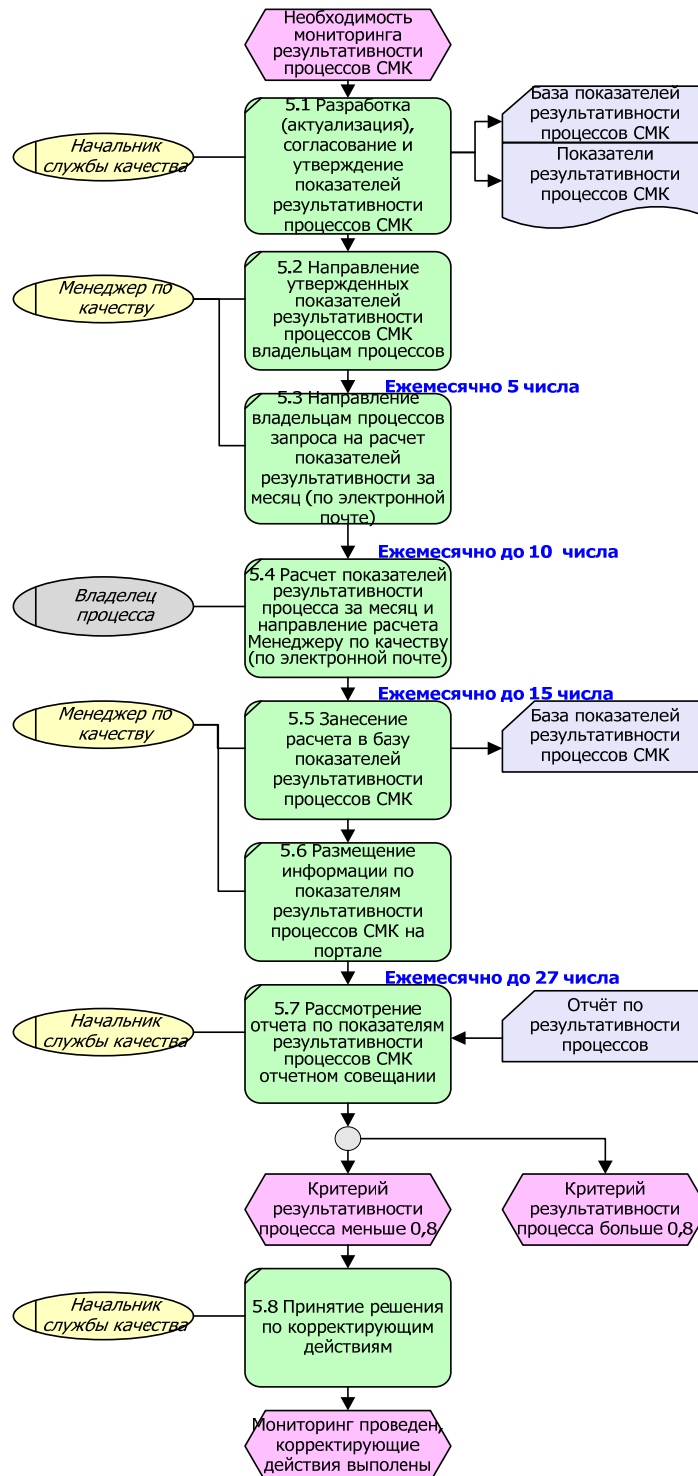 Необходимость
мониторинга
результативности
процессов СМК
5.1 Разработка
(актуализация),
согласование и
утверждение
показателей
результативности
процессов СМК
Начальник
службы качества
База показателей
результативности
процессов СМК
Показатели
результативности
процессов СМК
5.2 Направление
утвержденных
показателей
результативности
процессов СМК
владельцам процессов
Менеджер по
качеству
Ежемесячно 5 числа
5.3 Направление
владельцам процессов
запроса на расчет
показателей
результативности за
месяц (по электронной
почте)
Ежемесячно до 10 числа
5.4 Расчет показателей
результативности
процесса за месяц и
направление расчета
Менеджеру по качеству
(по электронной почте)
Владелец
процесса
Ежемесячно до 15 числа
Менеджер по
качеству
5.5 Занесение
расчета в базу
показателей
результативности
процессов СМК
База показателей
результативности
процессов СМК
5.6 Размещение
информации по
показателям
результативности
процессов СМК на
портале
Ежемесячно до 27 числа
Начальник
службы качества
5.7 Рассмотрение
отчета по показателям
результативности
процессов СМК
отчетном совещании
Отчёт по
результативности
процессов
Критерий
результативности
процесса меньше 0,8
Критерий
результативности
процесса больше 0,8
Начальник
службы качества
5.8 Принятие решения
по корректирующим
действиям
Мониторинг проведен,
корректирующие
действия выполены